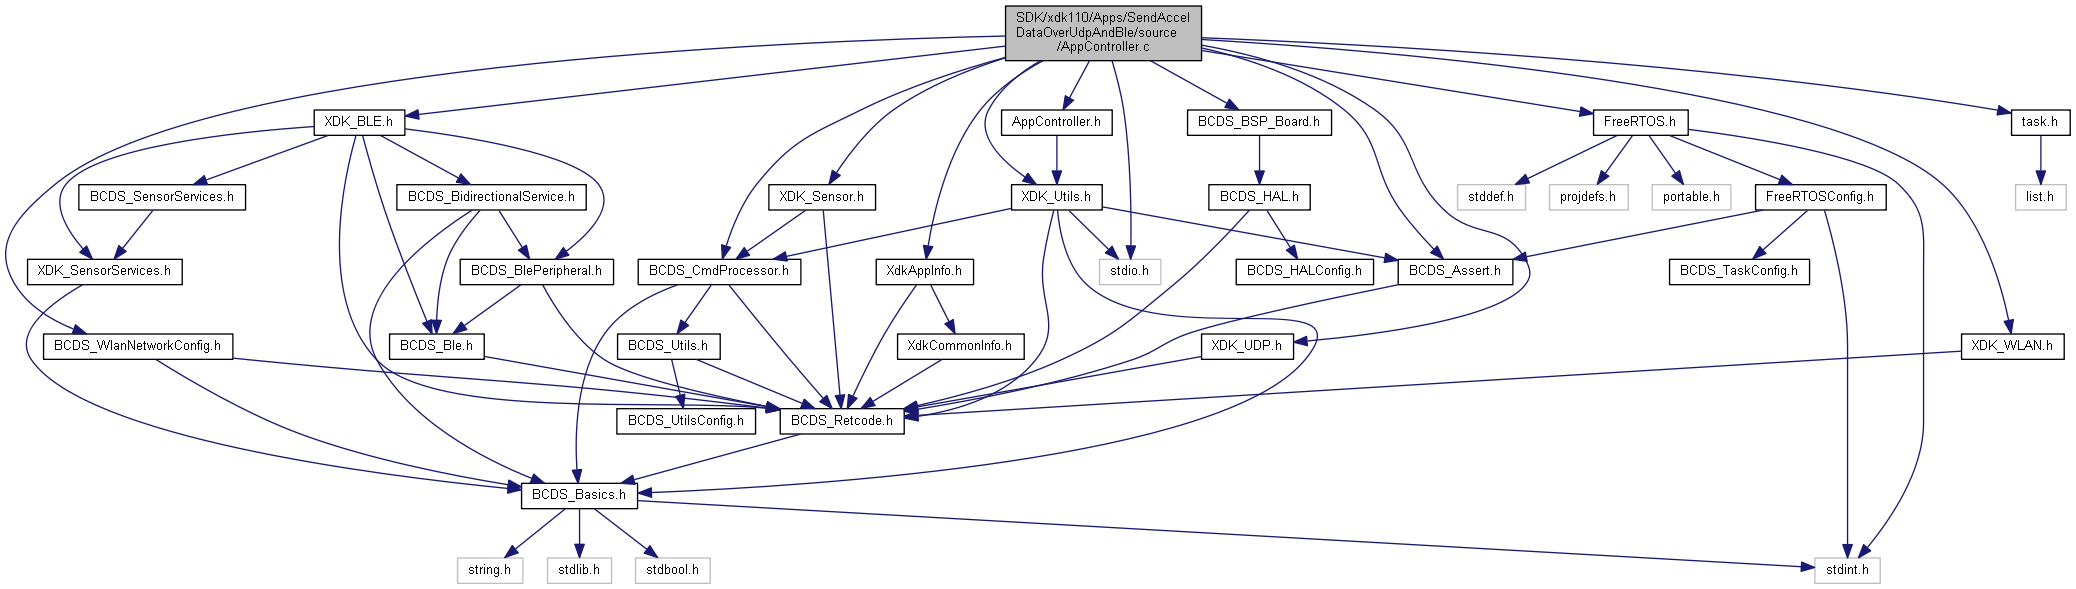 SDK/xdk110/Apps/SendAccel
DataOverUdpAndBle/source
/AppController.c
XDK_BLE.h
AppController.h
BCDS_BSP_Board.h
FreeRTOS.h
task.h
BCDS_SensorServices.h
BCDS_BidirectionalService.h
XDK_Sensor.h
XDK_Utils.h
BCDS_HAL.h
stddef.h
projdefs.h
portable.h
FreeRTOSConfig.h
list.h
XDK_SensorServices.h
BCDS_BlePeripheral.h
BCDS_CmdProcessor.h
XdkAppInfo.h
stdio.h
BCDS_HALConfig.h
BCDS_Assert.h
BCDS_TaskConfig.h
BCDS_WlanNetworkConfig.h
BCDS_Ble.h
BCDS_Utils.h
XdkCommonInfo.h
XDK_UDP.h
XDK_WLAN.h
BCDS_UtilsConfig.h
BCDS_Retcode.h
BCDS_Basics.h
string.h
stdlib.h
stdbool.h
stdint.h